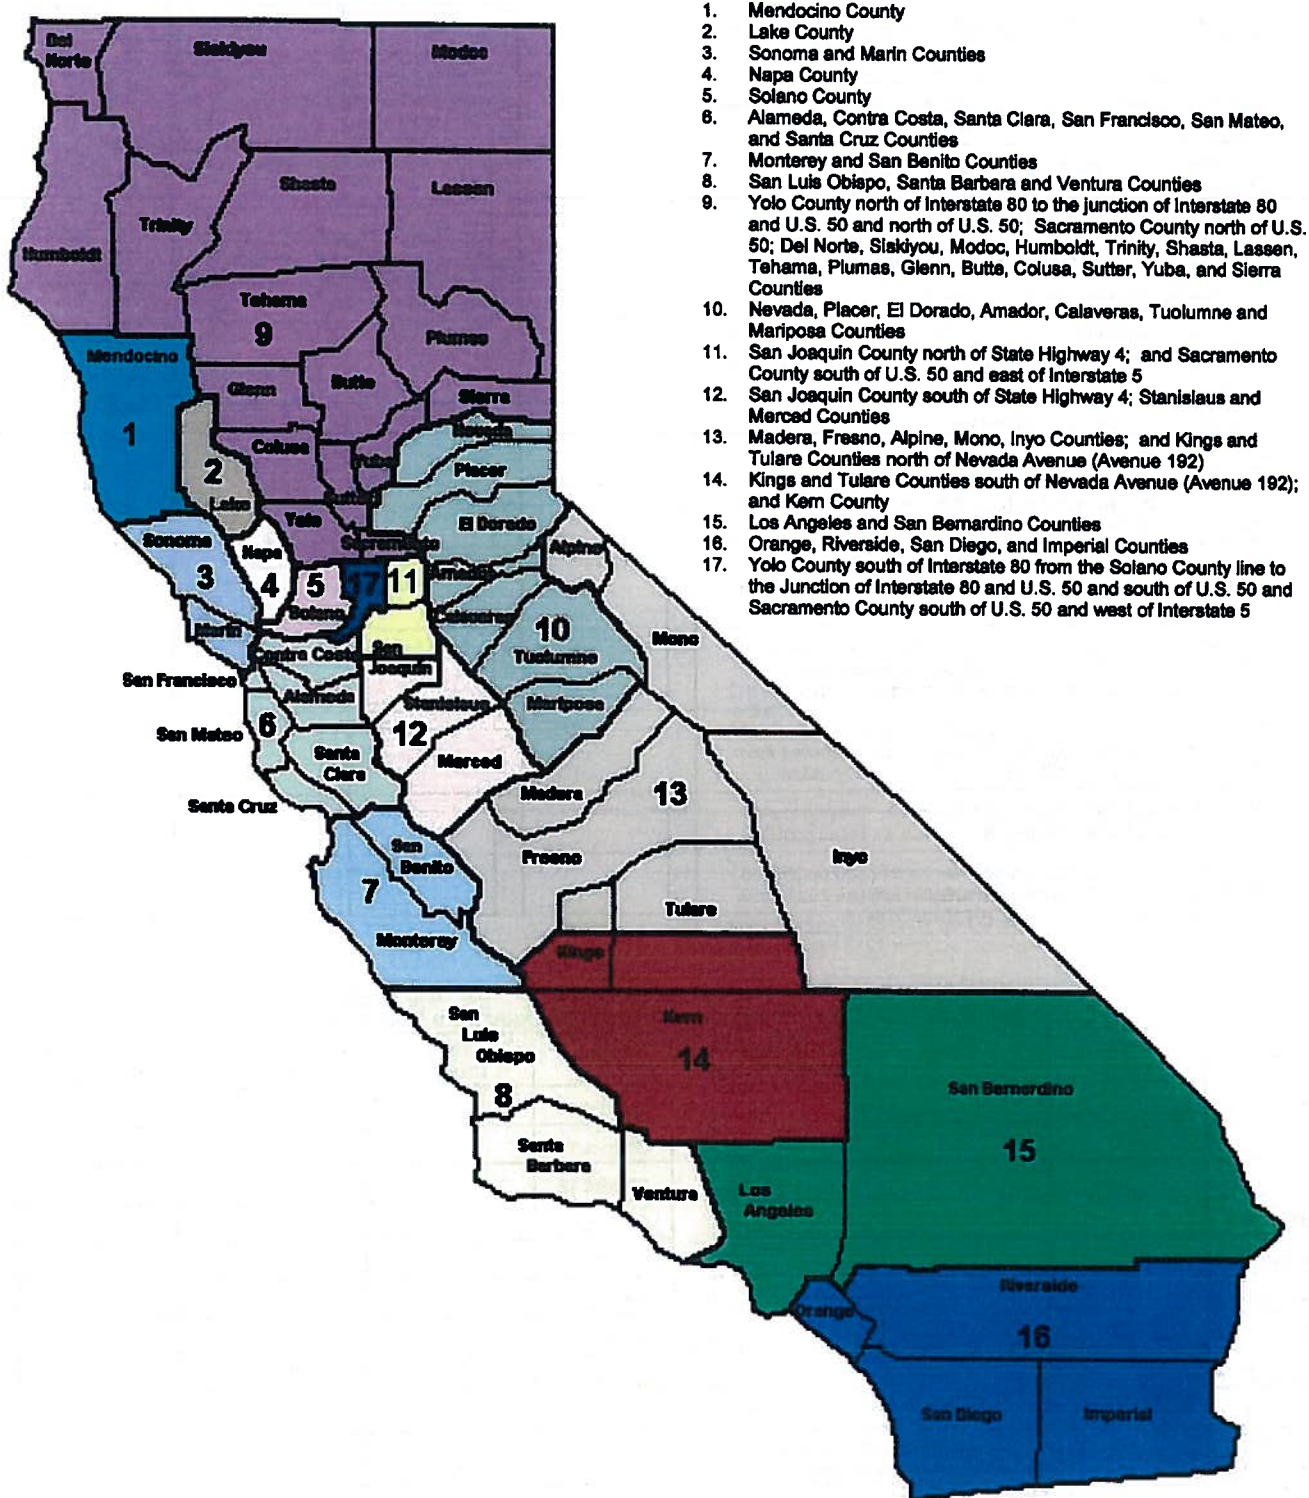 1. Mendocino County
2. Lake County
3. Sonoma and Marin Counties
4. Napa County
5. Solano County
6. Alameda, Contra Costa, Santa Clara, San Francisco, San Mateo,
and Santa Cruz Counties
7. Monterey and San Benito Counties
8. San Luis Obispo, Santa Barbara and Ventura Counties
9. Yolo County north of Interstate 80 to the junction of Interstate 80
and U.S. 50 and north of U.S. 50; Sacramento County north of U.S.
50; Del Norte, Siskiyou, Modoc, Humboldt, Trinity, Shasta, Lassen,
Tehama, Plumas, Glenn, Butte, Colusa, Sutter, Yuba, and Sierra
Counties
10. Nevada, Placer, El Dorado, Amador, Calaveras, Tuolumne and
Mariposa Counties
11. San Joaquin County north of State Highway 4; and Sacramento
County south of U.S. 50 and east of Interstate 5
12. San Joaquin County south of State Highway 4; Stanislaus and
Merced Counties
13. Madera, Fresno, Alpine, Mono, Inyo Counties; and Kings and
Tulare Counties north of Nevada Avenue (Avenue 192)
14. Kings and Tulare Counties south of Nevada Avenue (Avenue 192);
and Kern County
15. Los Angeles and San Bernardino Counties
16. Orange, Riverside, San Diego, and Imperial Counties
17. Yolo County south of Interstate 80 from the Solano County line to
the Junction of Interstate 80 and U.S. 50 and south of U.S. 50 and
Sacramento County south of U.S. 50 and west of Interstate 5
Del
Norte
Siskiyou
Modoc
Shasta
Lassen
Trinity
Humboldt
Tehama
9
Plumas
Mendocino
Glenn
Butte
Sierra
1
Nevada
Colusa
Yuba
Placer
2
Lake
Sutter
Yolo
El Dorado
Sonoma
Napa
Sacramento
Alpine
3
4
5
17
11
Amador
Solano
Calaveras
10
Marin
Mono
Contra Costa
San
Joaquin
Tuolumne
San Francisco
Alameda
Stanislaus
Mariposa
6
San Mateo
12
Santa
Clara
Merced
Madera
13
Santa Cruz
San
Benito
Fresno
Inyo
7
Tulare
Monterey
Kings
San
Luis
Obispo
Kern
14
8
San Bernardino
15
Santa
Barbara
Ventura
Los
Angeles
Riverside
Orange
16
San Diego
Imperial